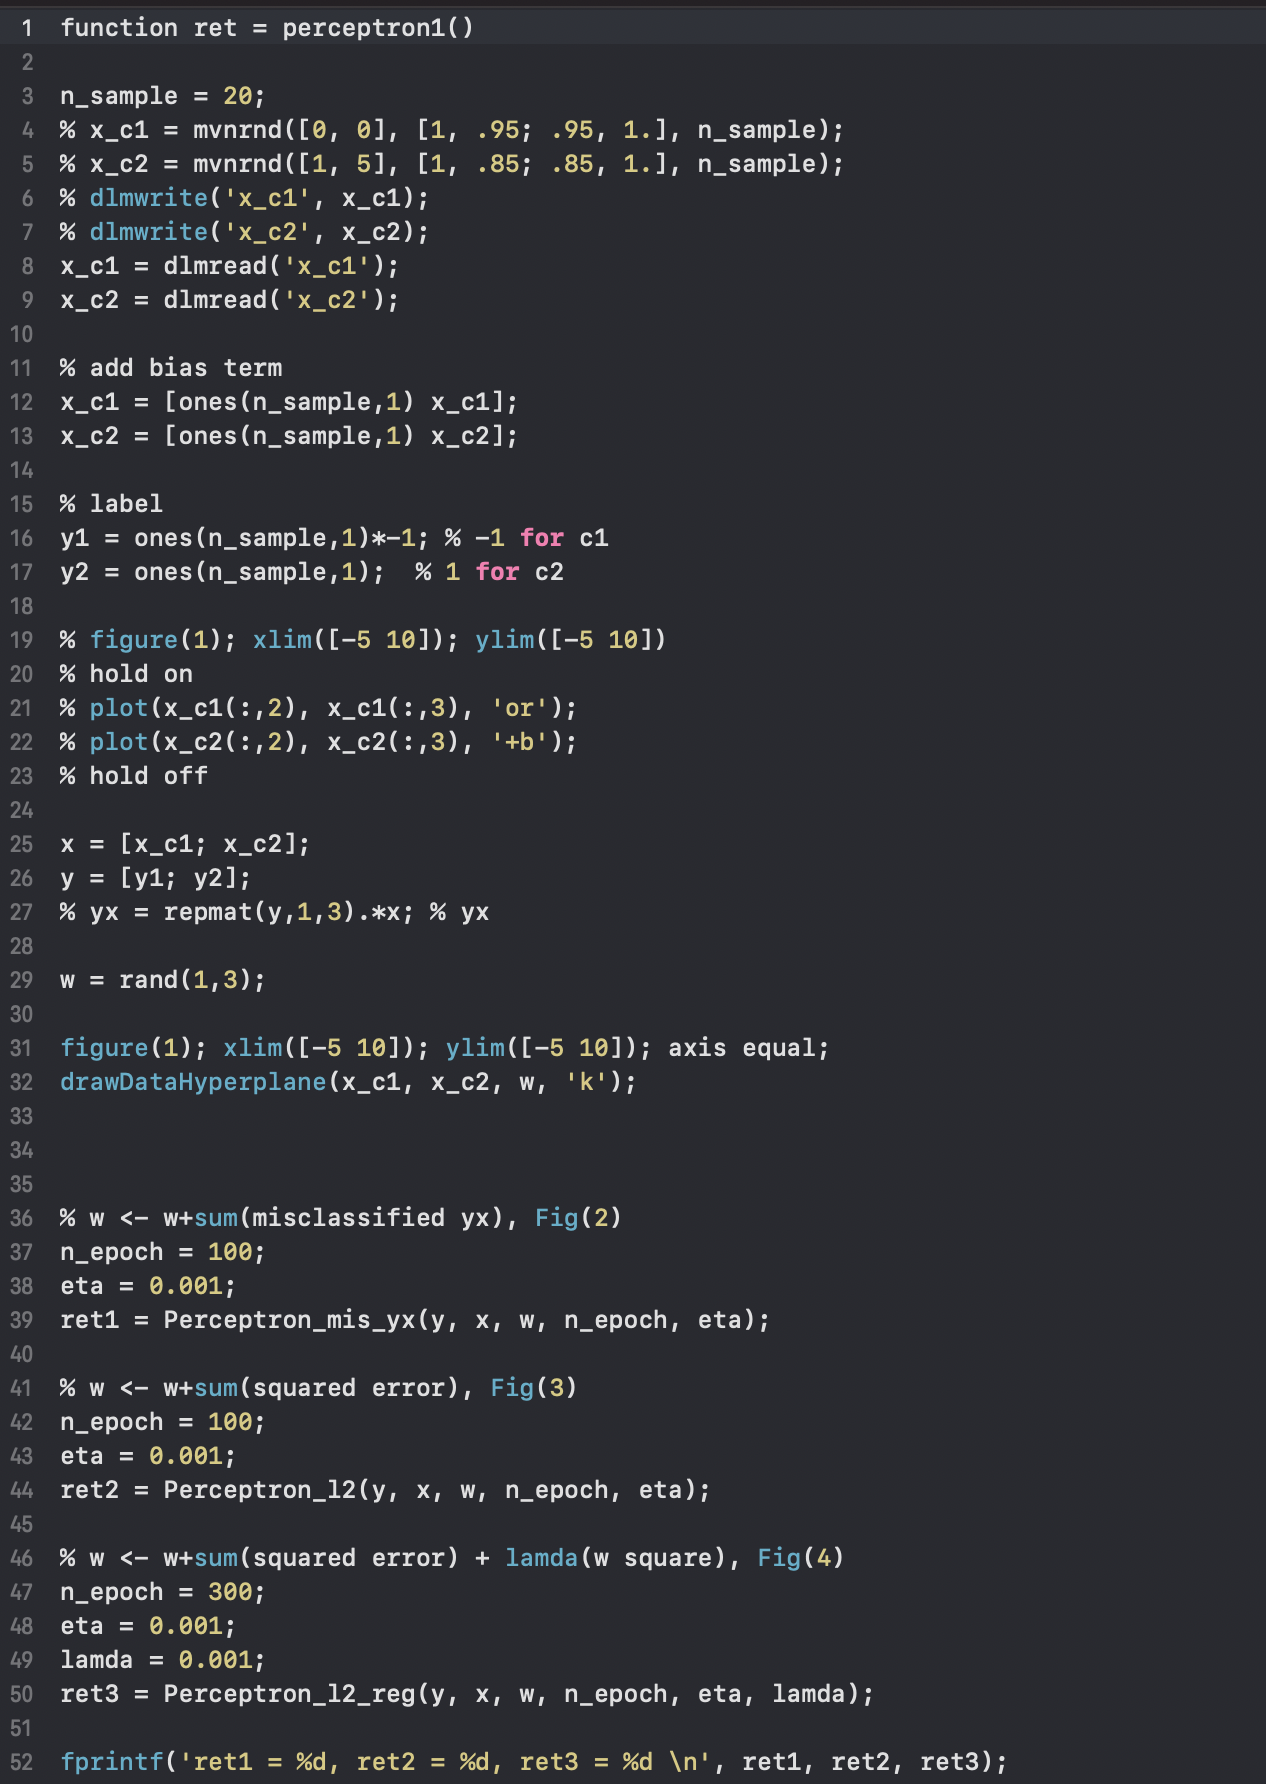 1 function ret = perceptron1()
2
3 n_sample = 20;
4 % x_c1 = mvnrnd([0, 0], [1, .95; .95, 1.], n_sample);
5 % x_c2 = mvnrnd([1, 5], [1, .85; .85, 1.], n_sample);
6 % dlmwrite('x_c1', x_c1);
7 % dlmwrite('x_c2', x_c2);
8 x_c1 = dlmread('x_c1');
9 x_c2 = dlmread('x_c2');
10
11 % add bias term
12 x_c1 = [ones(n_sample,1) x_c1];
13 x_c2 = [ones(n_sample,1) x_c2];
14
15 % label
16 y1 = ones(n_sample,1)*-1; % -1 for c1
17 y2 = ones(n_sample,1);  % 1 for c2
18
19 % figure(1); xlim([-5 10]); ylim([-5 10])
20 % hold on
21 % plot(x_c1(:,2), x_c1(:,3), 'or');
22 % plot(x_c2(:,2), x_c2(:,3), '+b');
23 % hold off
24
25 x = [x_c1; x_c2];
26 y = [y1; y2];
27 % yx = repmat(y,1,3).*x; % yx
28
29 w = rand(1,3);
30
31 figure(1); xlim([-5 10]); ylim([-5 10]); axis equal;
32 drawDataHyperplane(x_c1, x_c2, w, 'k');
33
34
35
36 % w <- w+sum(misclassified yx), Fig(2)
37 n_epoch = 100;
38 eta = 0.001;
39 ret1 = Perceptron_mis_yx(y, x, w, n_epoch, eta);
40
41 % w <- w+sum(squared error), Fig(3)
42 n_epoch = 100;
43 eta = 0.001;
44 ret2 = Perceptron_l2(y, x, w, n_epoch, eta);
45
46 % w <- w+sum(squared error) + lamda(w square), Fig(4)
47 n_epoch = 300;
48 eta = 0.001;
49 lamda = 0.001;
50 ret3 = Perceptron_l2_reg(y, x, w, n_epoch, eta, lamda);
51
52 fprintf('ret1 = %d, ret2 = %d, ret3 = %d \n', ret1, ret2, ret3);